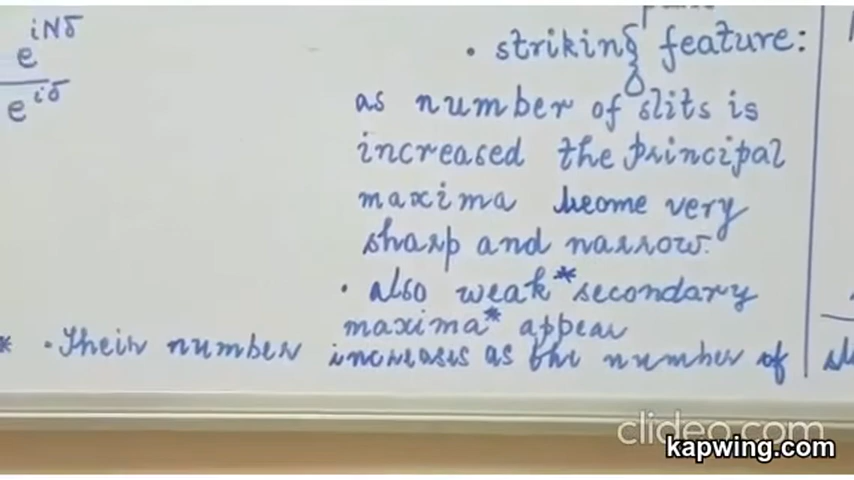 e^{iNδ}
e^{iδ}
• striking feature:
as number of slits is
increased the principal
maxima beome very
sharp and narrow.
• also weak *secondary
maxima* appear
* • Their number increases as the number of
clideo.com
kapwing.com